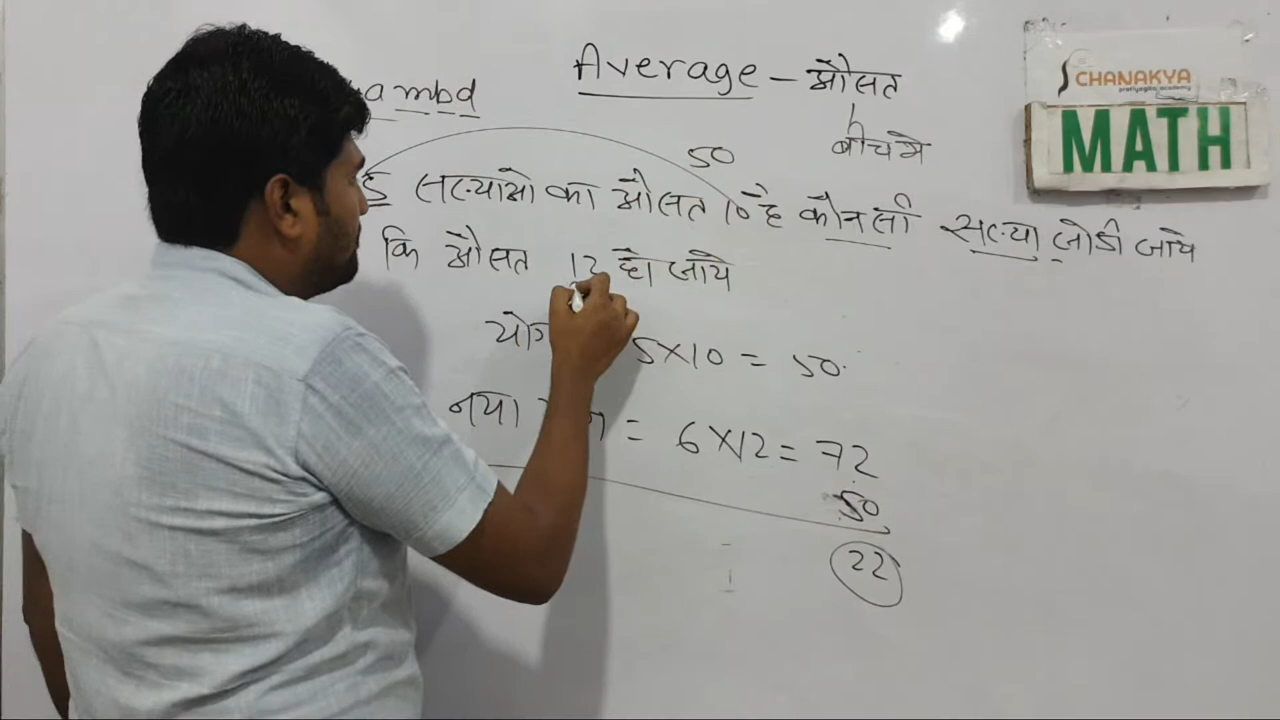 Average – औसत
ambd
बीच मे
50
5 संख्याओ का औसत 10 है कौनसी संख्या जोडी जाये
कि औसत 12 हो जाये
5×10 = 50
नया = 6×12 = 72
50
22
CHANAKYA
MATH